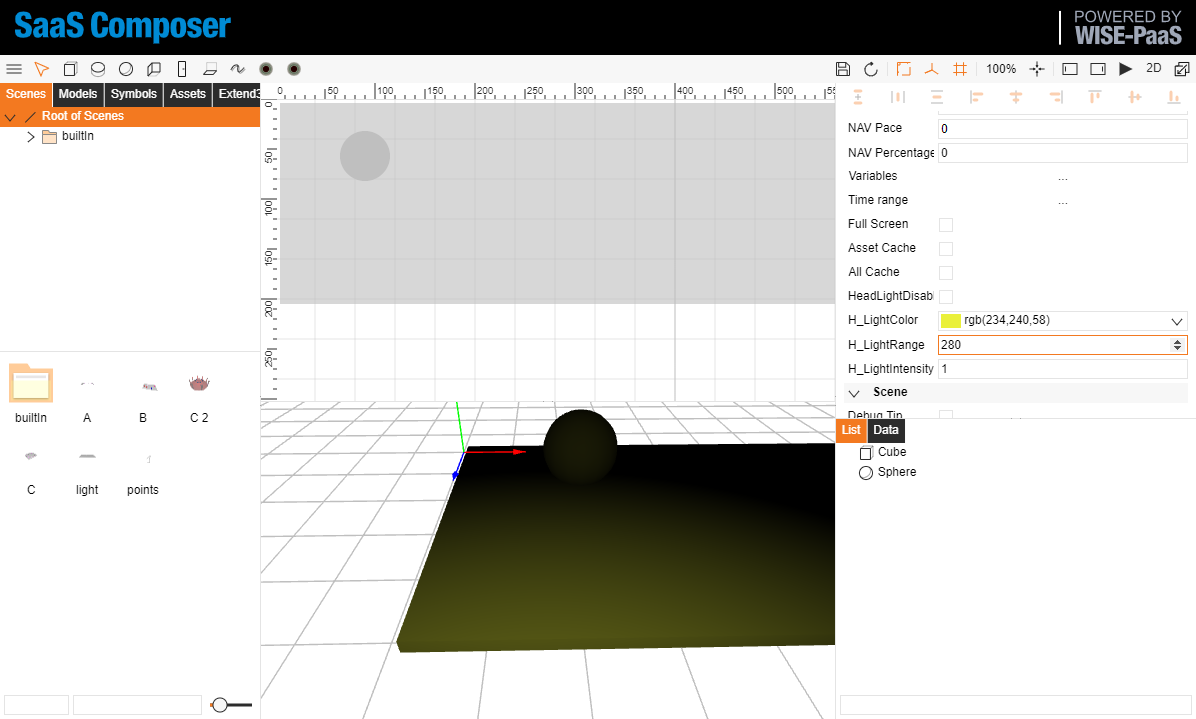 SaaS Composer
POWERED BY
WISE-PaaS
100%
2D
Scenes
Models
Symbols
Assets
Extend3
Root of Scenes
builtIn
builtIn
A
B
C 2
C
light
points
0
50
100
150
200
250
300
350
400
450
500
55
0
50
100
150
200
250
NAV Pace
0
NAV Percentage
0
Variables
...
Time range
...
Full Screen
Asset Cache
All Cache
HeadLightDisabl
H_LightColor
rgb(234,240,58)
H_LightRange
280
H_LightIntensity
1
Scene
Debug Tip
List
Data
Cube
Sphere